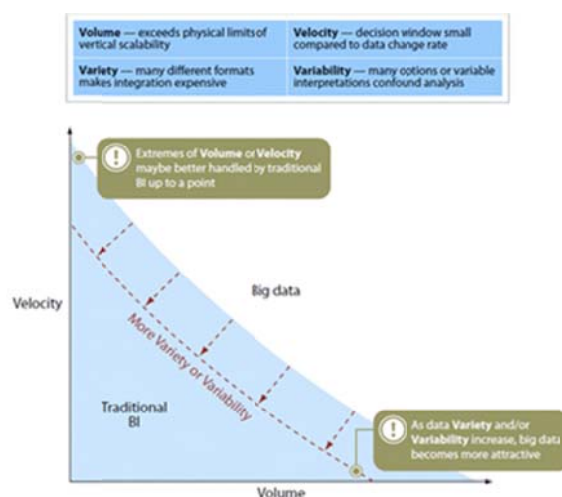 Volume — exceeds physical limits of
vertical scalability
Velocity — decision window small
compared to data change rate
Variety — many different formats
makes integration expensive
Variability — many options or variable
interpretations confound analysis
Extremes of Volume or Velocity
maybe better handled by traditional
BI up to a point
Big data
Velocity
More Variety or Variability
Traditional
BI
As data Variety and/or
Variability increase, big data
becomes more attractive
Volume